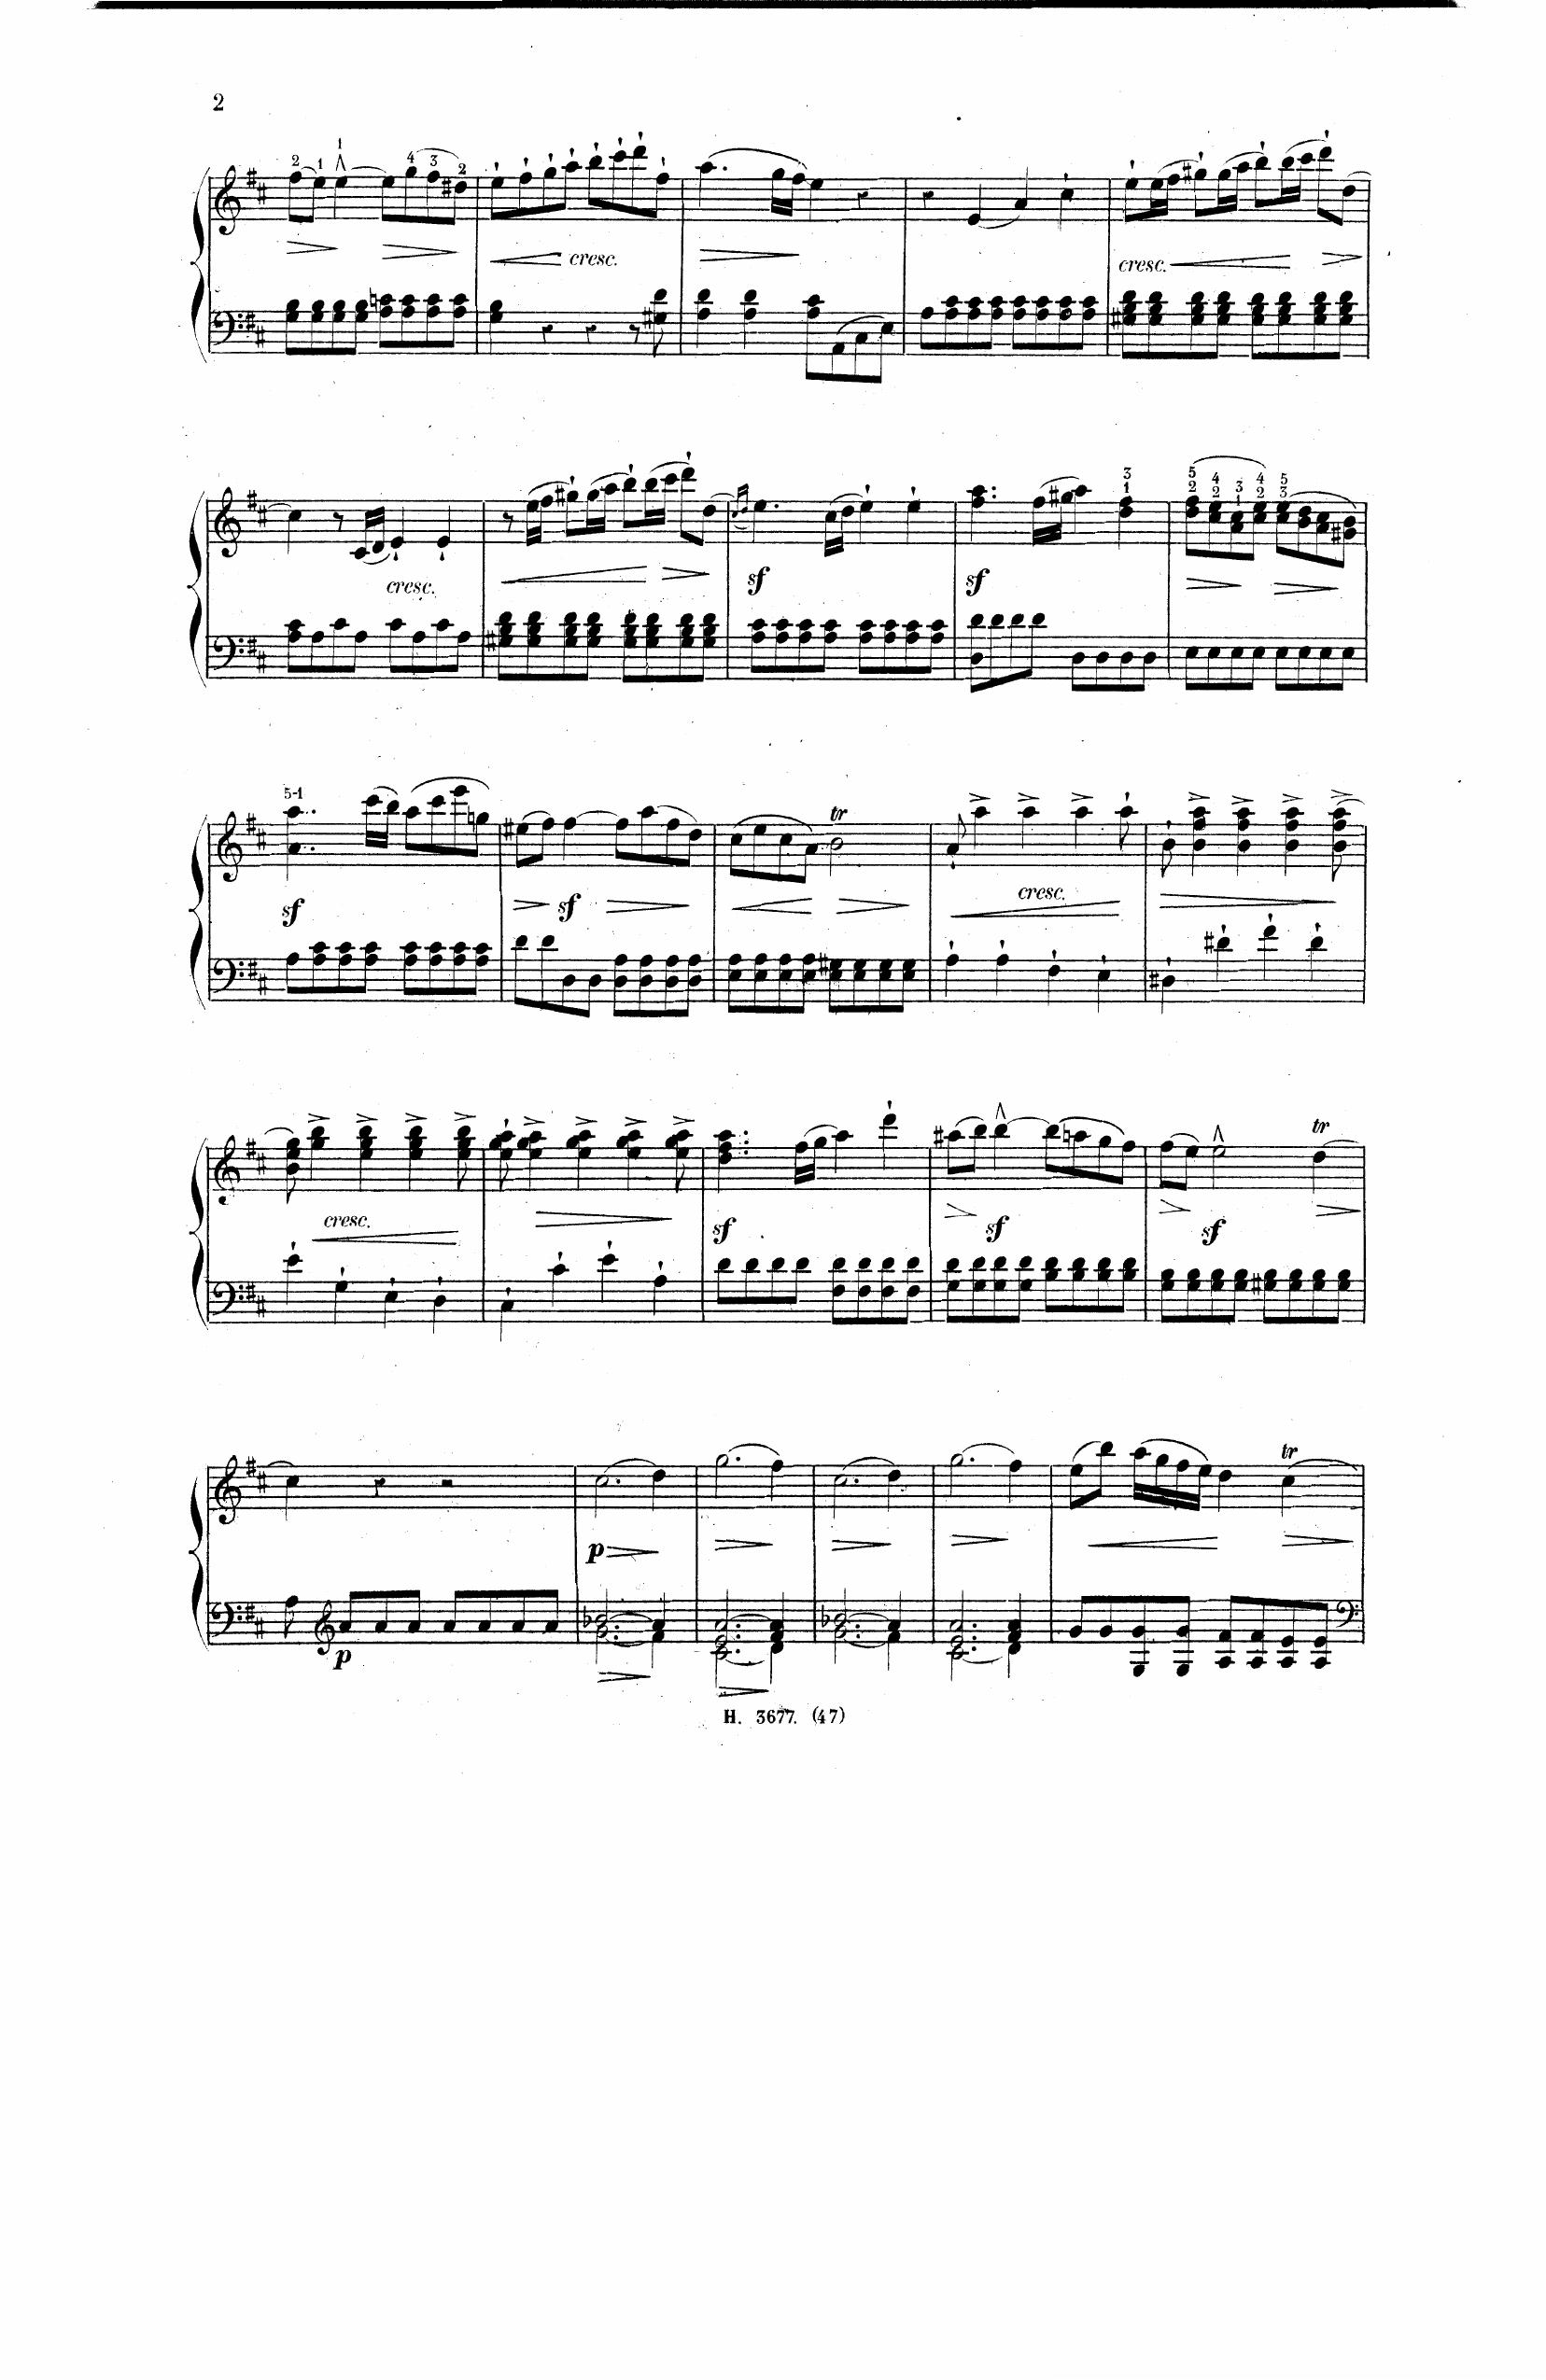 2
2 1 1 4 3 2
cresc. cresc.
3
5 4 3 4 5 1
2 2 1 2 3
cresc. sf sf
5-1
tr
sf sf cresc.
tr
cresc. sf sf sf
tr
p
p
H. 3677. (47)